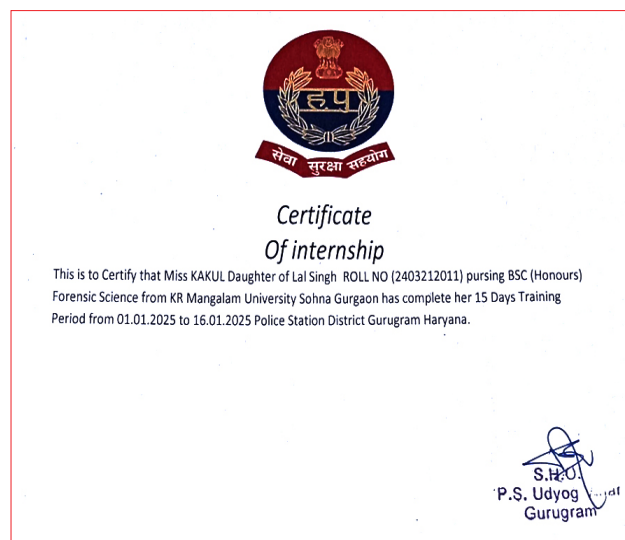 ह.पु
सेवा सुरक्षा सहयोग
Certificate
Of internship
This is to Certify that Miss KAKUL Daughter of Lal Singh ROLL NO (2403212011) pursing BSC (Honours)
Forensic Science from KR Mangalam University Sohna Gurgaon has complete her 15 Days Training
Period from 01.01.2025 to 16.01.2025 Police Station District Gurugram Haryana.
S.H.O.
P.S. Udyog
Gurugram